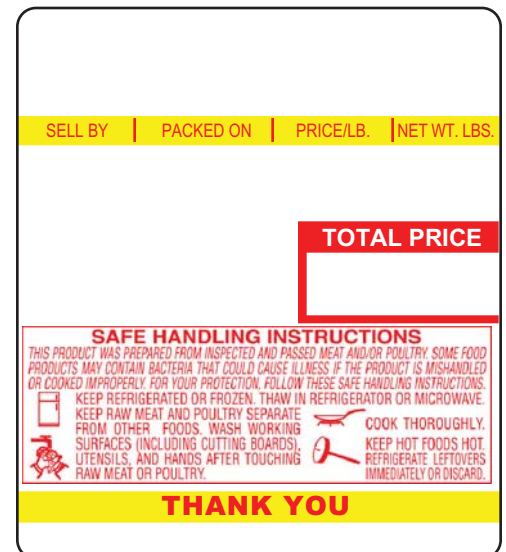 SELL BY PACKED ON PRICE/LB. NET WT. LBS.
TOTAL PRICE
SAFE HANDLING INSTRUCTIONS
THIS PRODUCT WAS PREPARED FROM INSPECTED AND PASSED MEAT AND/OR POULTRY. SOME FOOD
PRODUCTS MAY CONTAIN BACTERIA THAT COULD CAUSE ILLNESS IF THE PRODUCT IS MISHANDLED
OR COOKED IMPROPERLY. FOR YOUR PROTECTION, FOLLOW THESE SAFE HANDLING INSTRUCTIONS.
KEEP REFRIGERATED OR FROZEN. THAW IN REFRIGERATOR OR MICROWAVE.
KEEP RAW MEAT AND POULTRY SEPARATE
FROM OTHER FOODS. WASH WORKING
SURFACES (INCLUDING CUTTING BOARDS),
UTENSILS, AND HANDS AFTER TOUCHING
RAW MEAT OR POULTRY.
COOK THOROUGHLY.
KEEP HOT FOODS HOT.
REFRIGERATE LEFTOVERS
IMMEDIATELY OR DISCARD.
THANK YOU